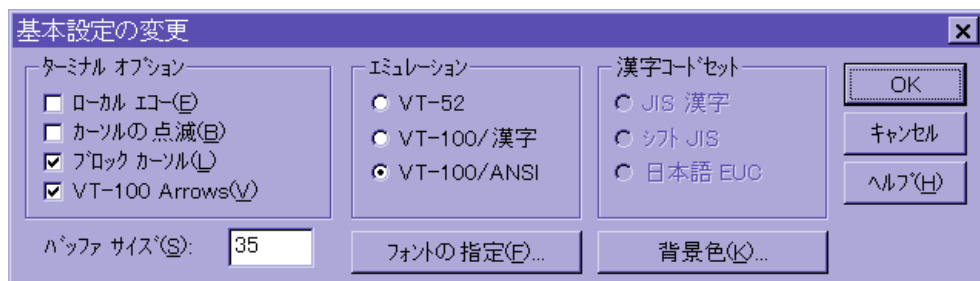 基本設定の変更
ﾀｰﾐﾅﾙ ｵﾌﾟｼｮﾝ
ﾛｰｶﾙ ｴｺｰ(E)
ｶｰｿﾙの点滅(B)
ﾌﾞﾛｯｸ ｶｰｿﾙ(L)
VT-100 Arrows(V)
ｴﾐｭﾚｰｼｮﾝ
VT-52
VT-100/漢字
VT-100/ANSI
漢字ｺｰﾄﾞｾｯﾄ
JIS 漢字
ｼﾌﾄ JIS
日本語 EUC
OK
ｷｬﾝｾﾙ
ﾍﾙﾌﾟ(H)
ﾊﾞｯﾌｧ ｻｲｽﾞ(S): 35
ﾌｫﾝﾄの指定(F)...
背景色(K)...